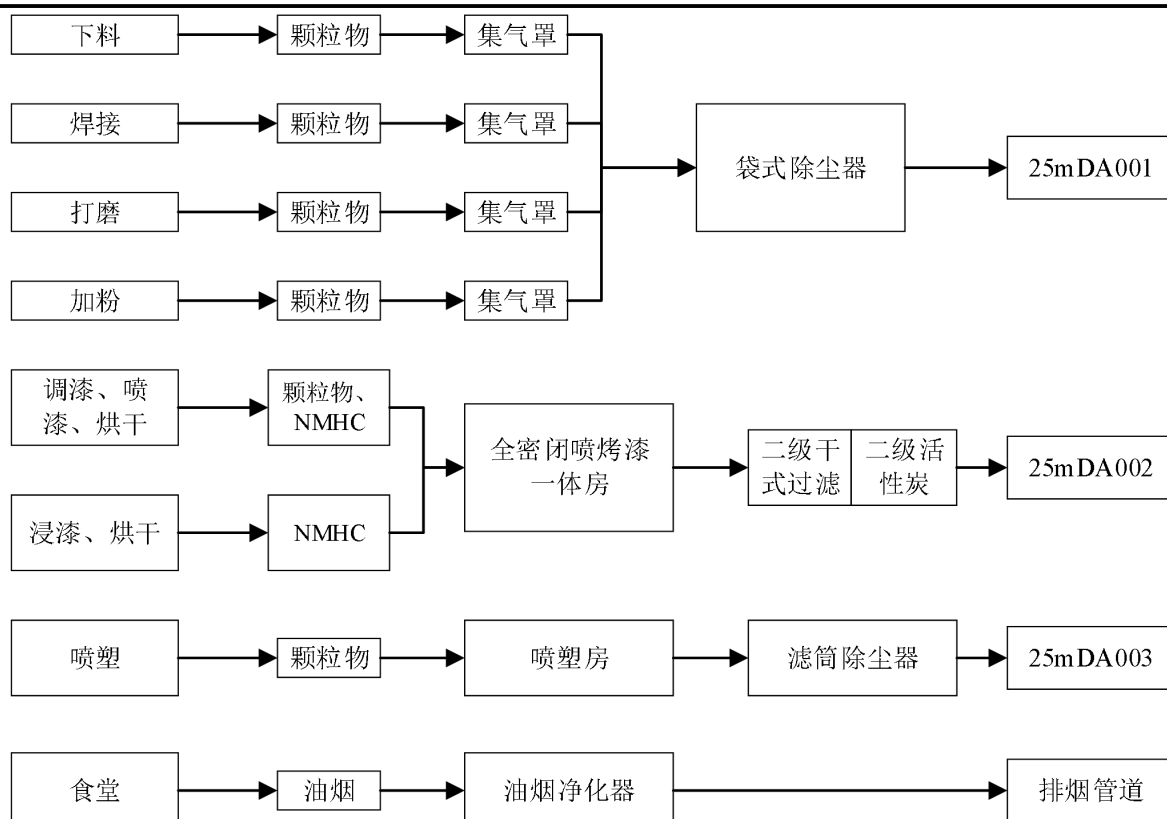 下料
颗粒物
集气罩
焊接
颗粒物
集气罩
袋式除尘器
25mDA001
打磨
颗粒物
集气罩
加粉
颗粒物
集气罩
调漆、喷
漆、烘干
颗粒物、
NMHC
全密闭喷烤漆
一体房
二级干
式过滤
二级活
性炭
25mDA002
浸漆、烘干
NMHC
喷塑
颗粒物
喷塑房
滤筒除尘器
25mDA003
食堂
油烟
油烟净化器
排烟管道